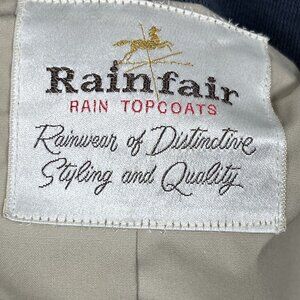 Rainfair
RAIN TOPCOATS
Rainwear of Distinctive
Styling and Quality